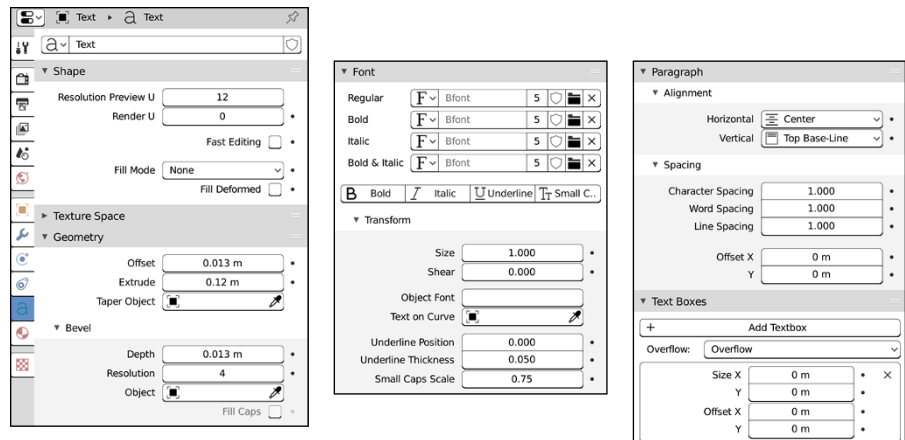 Text ▸ a Text
a Text
▼ Shape
Resolution Preview U 12
Render U 0
Fast Editing
Fill Mode None
Fill Deformed
▸ Texture Space
▼ Geometry
Offset 0.013 m
Extrude 0.12 m
Taper Object
▼ Bevel
Depth 0.013 m
Resolution 4
Object
Fill Caps
▼ Font
Regular F Bfont 5
Bold F Bfont 5
Italic F Bfont 5
Bold & Italic F Bfont 5
B Bold I Italic U Underline TT Small C..
▼ Transform
Size 1.000
Shear 0.000
Object Font
Text on Curve
Underline Position 0.000
Underline Thickness 0.050
Small Caps Scale 0.75
▼ Paragraph
▼ Alignment
Horizontal Center
Vertical Top Base-Line
▼ Spacing
Character Spacing 1.000
Word Spacing 1.000
Line Spacing 1.000
Offset X 0 m
Y 0 m
▼ Text Boxes
+ Add Textbox
Overflow: Overflow
Size X 0 m
Y 0 m
Offset X 0 m
Y 0 m